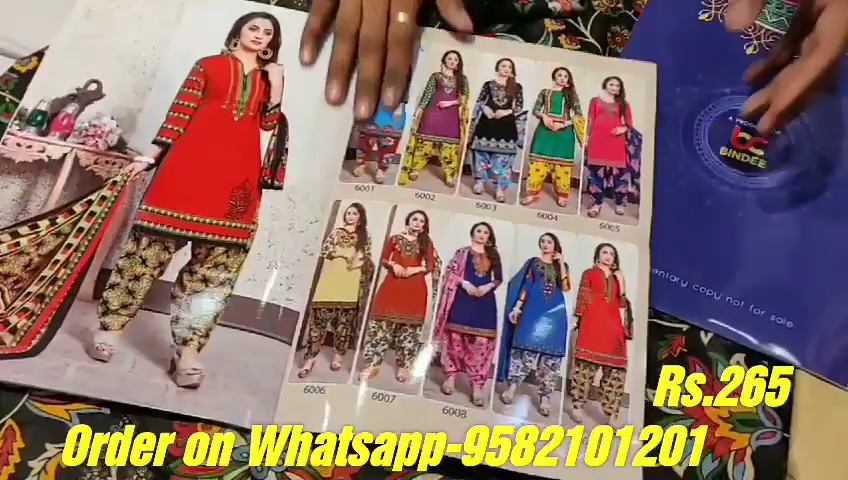 6001
6002
6003
6004
6005
BINDEE
entary copy not for sale
6006
6007
6008
Rs.265
Order on Whatsapp-9582101201